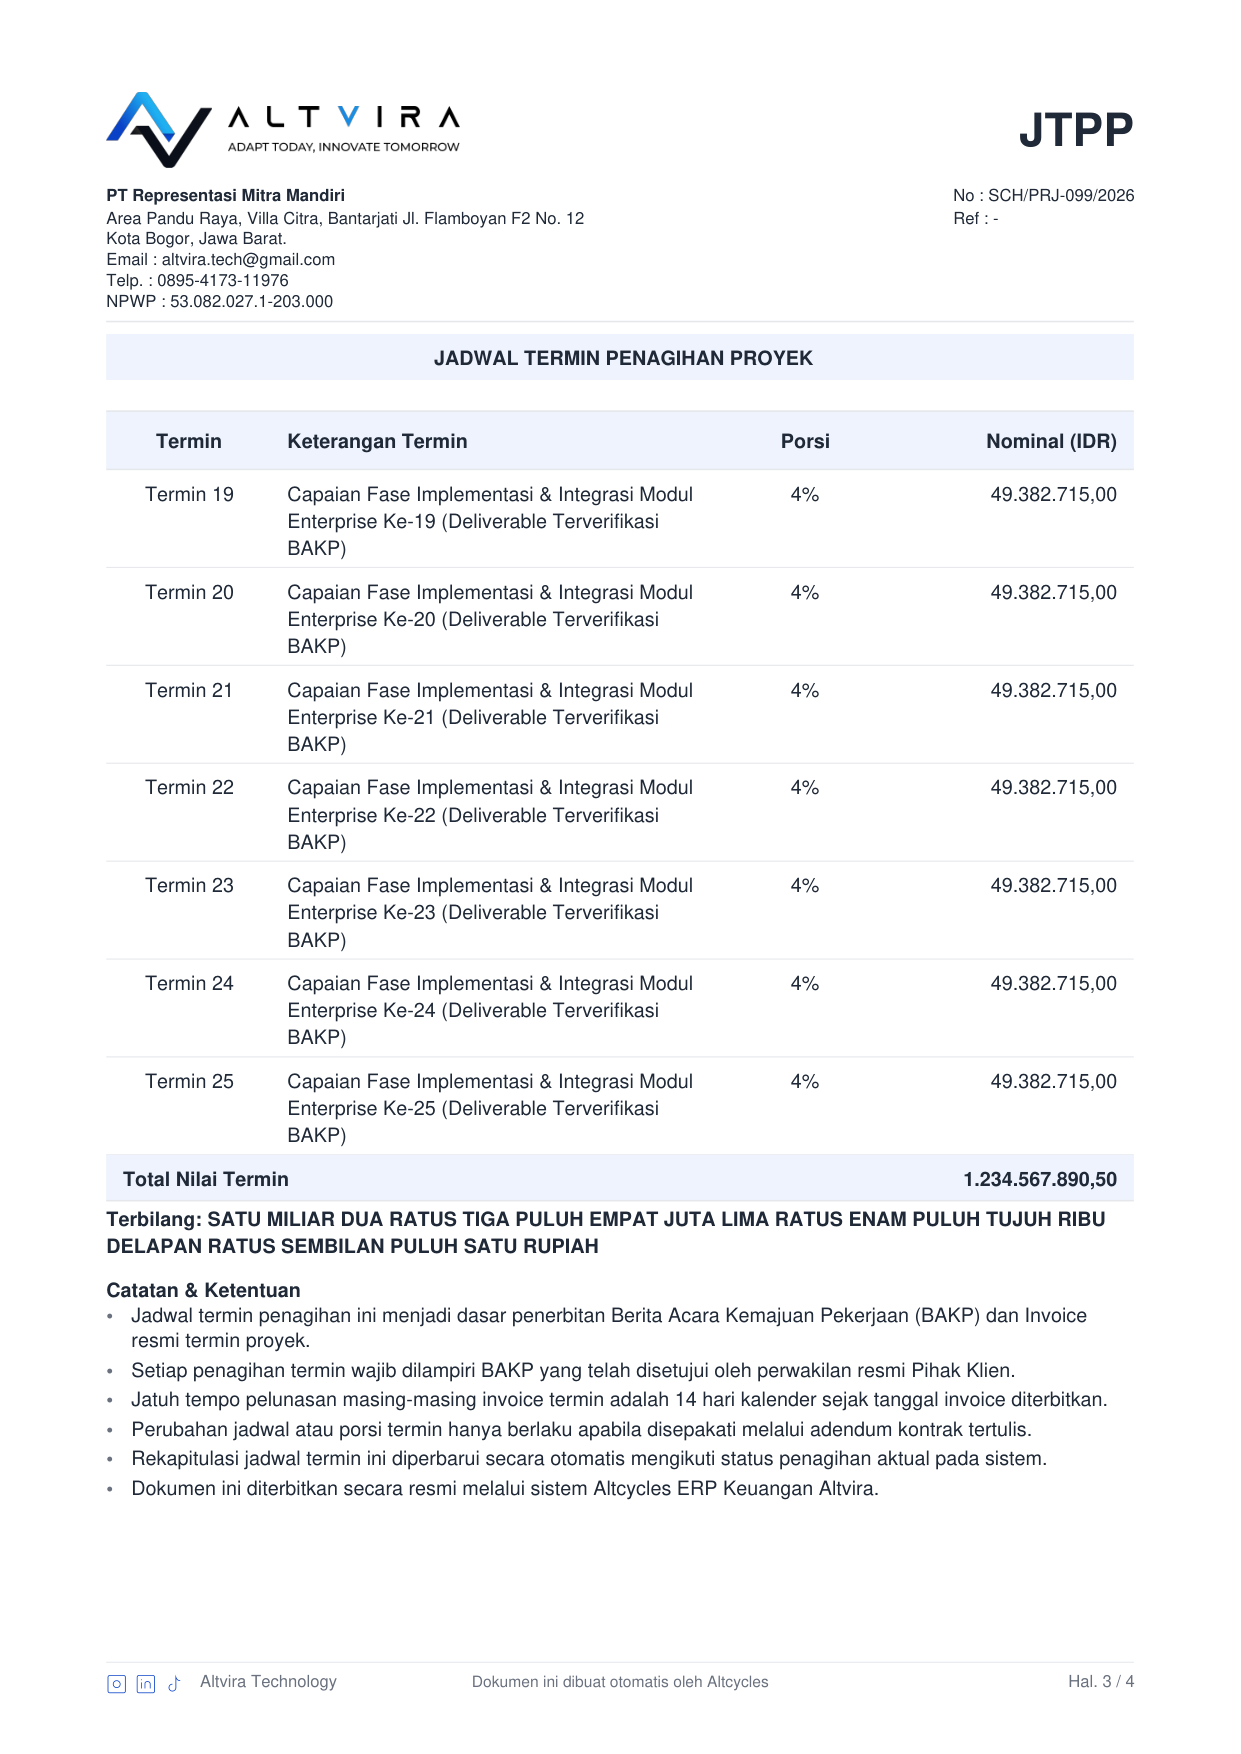 ALTVIRA
ADAPT TODAY, INNOVATE TOMORROW
JTPP
PT Representasi Mitra Mandiri
Area Pandu Raya, Villa Citra, Bantarjati Jl. Flamboyan F2 No. 12
Kota Bogor, Jawa Barat.
Email : altvira.tech@gmail.com
Telp. : 0895-4173-11976
NPWP : 53.082.027.1-203.000
No : SCH/PRJ-099/2026
Ref : -
JADWAL TERMIN PENAGIHAN PROYEK
Termin Keterangan Termin Porsi Nominal (IDR)
Termin 19 Capaian Fase Implementasi & Integrasi Modul 4% 49.382.715,00
Enterprise Ke-19 (Deliverable Terverifikasi
BAKP)
Termin 20 Capaian Fase Implementasi & Integrasi Modul 4% 49.382.715,00
Enterprise Ke-20 (Deliverable Terverifikasi
BAKP)
Termin 21 Capaian Fase Implementasi & Integrasi Modul 4% 49.382.715,00
Enterprise Ke-21 (Deliverable Terverifikasi
BAKP)
Termin 22 Capaian Fase Implementasi & Integrasi Modul 4% 49.382.715,00
Enterprise Ke-22 (Deliverable Terverifikasi
BAKP)
Termin 23 Capaian Fase Implementasi & Integrasi Modul 4% 49.382.715,00
Enterprise Ke-23 (Deliverable Terverifikasi
BAKP)
Termin 24 Capaian Fase Implementasi & Integrasi Modul 4% 49.382.715,00
Enterprise Ke-24 (Deliverable Terverifikasi
BAKP)
Termin 25 Capaian Fase Implementasi & Integrasi Modul 4% 49.382.715,00
Enterprise Ke-25 (Deliverable Terverifikasi
BAKP)
Total Nilai Termin 1.234.567.890,50
Terbilang: SATU MILIAR DUA RATUS TIGA PULUH EMPAT JUTA LIMA RATUS ENAM PULUH TUJUH RIBU
DELAPAN RATUS SEMBILAN PULUH SATU RUPIAH
Catatan & Ketentuan
• Jadwal termin penagihan ini menjadi dasar penerbitan Berita Acara Kemajuan Pekerjaan (BAKP) dan Invoice
resmi termin proyek.
• Setiap penagihan termin wajib dilampiri BAKP yang telah disetujui oleh perwakilan resmi Pihak Klien.
• Jatuh tempo pelunasan masing-masing invoice termin adalah 14 hari kalender sejak tanggal invoice diterbitkan.
• Perubahan jadwal atau porsi termin hanya berlaku apabila disepakati melalui adendum kontrak tertulis.
• Rekapitulasi jadwal termin ini diperbarui secara otomatis mengikuti status penagihan aktual pada sistem.
• Dokumen ini diterbitkan secara resmi melalui sistem Altcycles ERP Keuangan Altvira.
Altvira Technology Dokumen ini dibuat otomatis oleh Altcycles Hal. 3 / 4